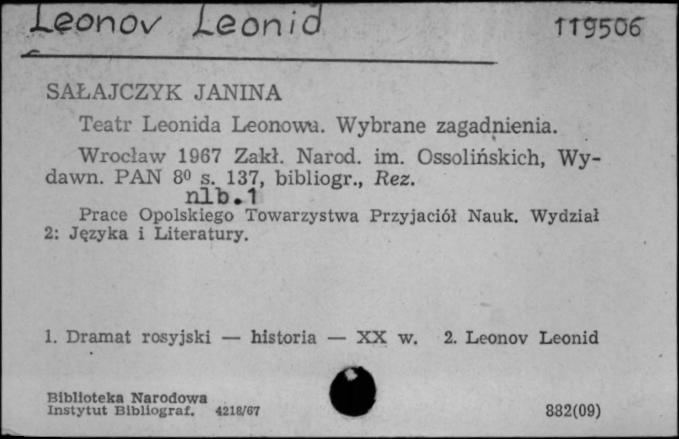 Leonov Leonid 119506
SAŁAJCZYK JANINA
Teatr Leonida Leonowa. Wybrane zagadnienia.
Wrocław 1967 Zakł. Narod. im. Ossolińskich, Wy-
dawn. PAN 8⁰ s. 137, bibliogr., Rez.
nlb.1
Prace Opolskiego Towarzystwa Przyjaciół Nauk. Wydział
2: Języka i Literatury.
1. Dramat rosyjski — historia — XX w. 2. Leonov Leonid
Biblioteka Narodowa
Instytut Bibliograf. 4218/67 882(09)